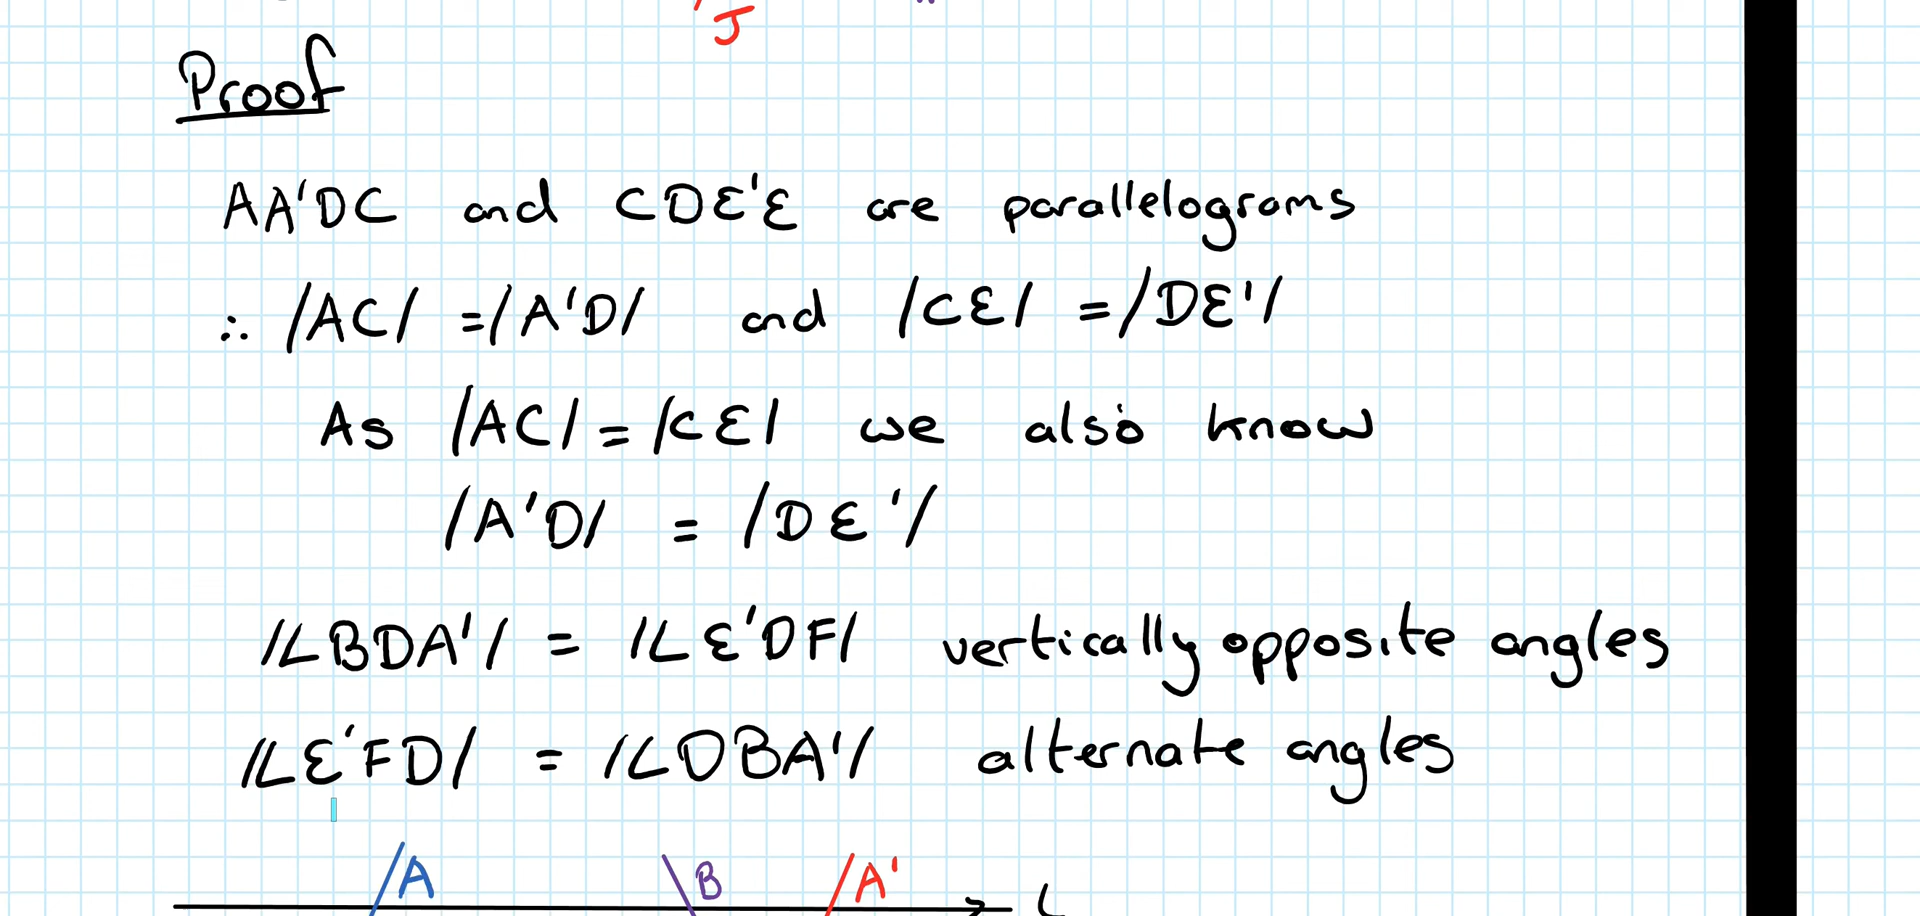 J
Proof
AA'DC and CDE'E are parallelograms
∴ /AC/ = /A'D/ and /CE/ = /DE'/
As /AC/ = /CE/ we also know
/A'D/ = /DE'/
/∠BDA'/ = /∠E'DF/ vertically opposite angles
/∠E'FD/ = /∠DBA'/ alternate angles
A B A'